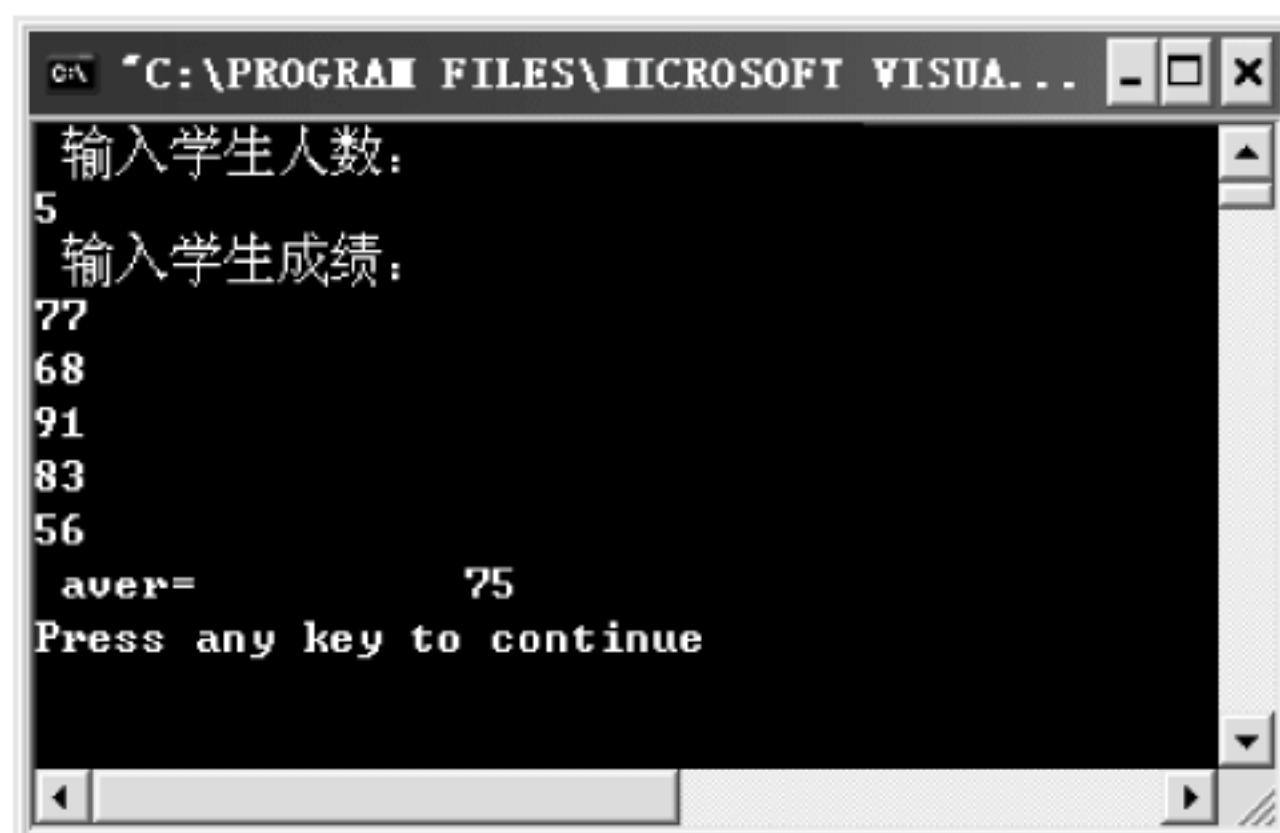 "C:\PROGRAM FILES\MICROSOFT VISUA...
输入学生人数：
5
输入学生成绩：
77
68
91
83
56
aver=          75
Press any key to continue